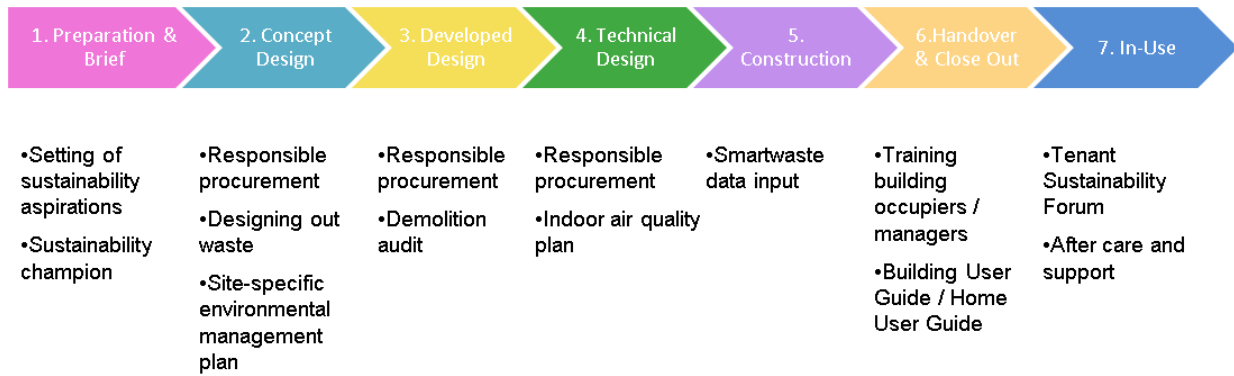 1. Preparation &
Brief
2. Concept
Design
3. Developed
Design
4. Technical
Design
5.
Construction
6.Handover
& Close Out
7. In-Use
•Setting of
sustainability
aspirations
•Sustainability
champion
•Responsible
procurement
•Designing out
waste
•Site-specific
environmental
management
plan
•Responsible
procurement
•Demolition
audit
•Responsible
procurement
•Indoor air quality
plan
•Smartwaste
data input
•Training
building
occupiers /
managers
•Building User
Guide / Home
User Guide
•Tenant
Sustainability
Forum
•After care and
support